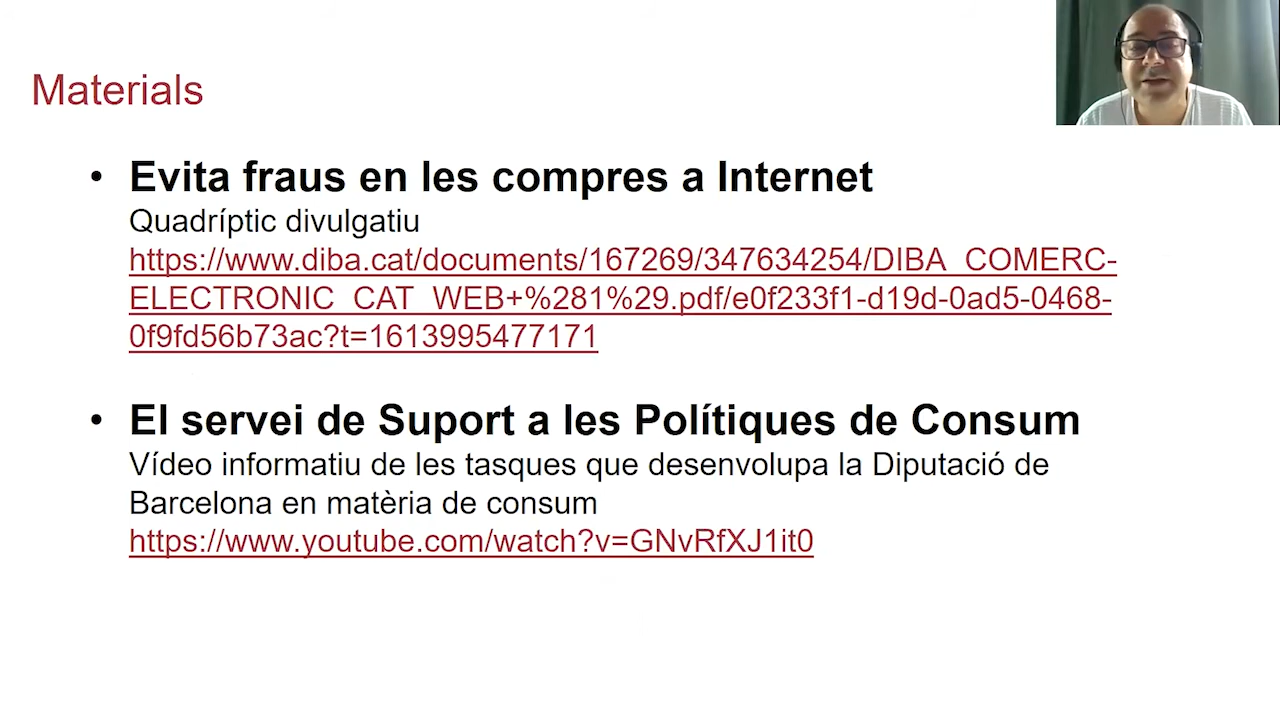 Materials
• Evita fraus en les compres a Internet
Quadríptic divulgatiu
https://www.diba.cat/documents/167269/347634254/DIBA_COMERC-
ELECTRONIC_CAT_WEB+%281%29.pdf/e0f233f1-d19d-0ad5-0468-
0f9fd56b73ac?t=1613995477171
• El servei de Suport a les Polítiques de Consum
Vídeo informatiu de les tasques que desenvolupa la Diputació de
Barcelona en matèria de consum
https://www.youtube.com/watch?v=GNvRfXJ1it0